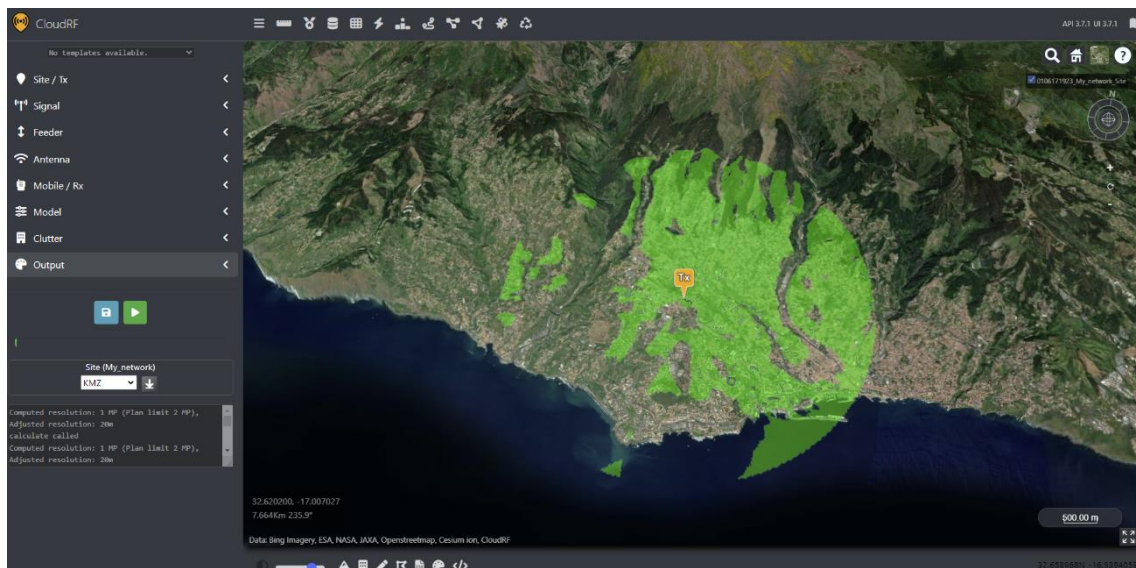 CloudRF
API 3.7.1 UI 3.7.1
No templates available.
Site / Tx
Signal
Feeder
Antenna
Mobile / Rx
Model
Clutter
Output
Site (My_network)
KMZ
Computed resolution: 1 MP (Plan limit 2 MP),
Adjusted resolution: 20m
calculate called
Computed resolution: 1 MP (Plan limit 2 MP),
Adjusted resolution: 20m
0106171923_My_network_Site
N
Tx
32.620200, -17.007027
7.664Km 235.9°
500.00 m
Data: Bing Imagery, ESA, NASA, JAXA, Openstreetmap, Cesium ion, CloudRF